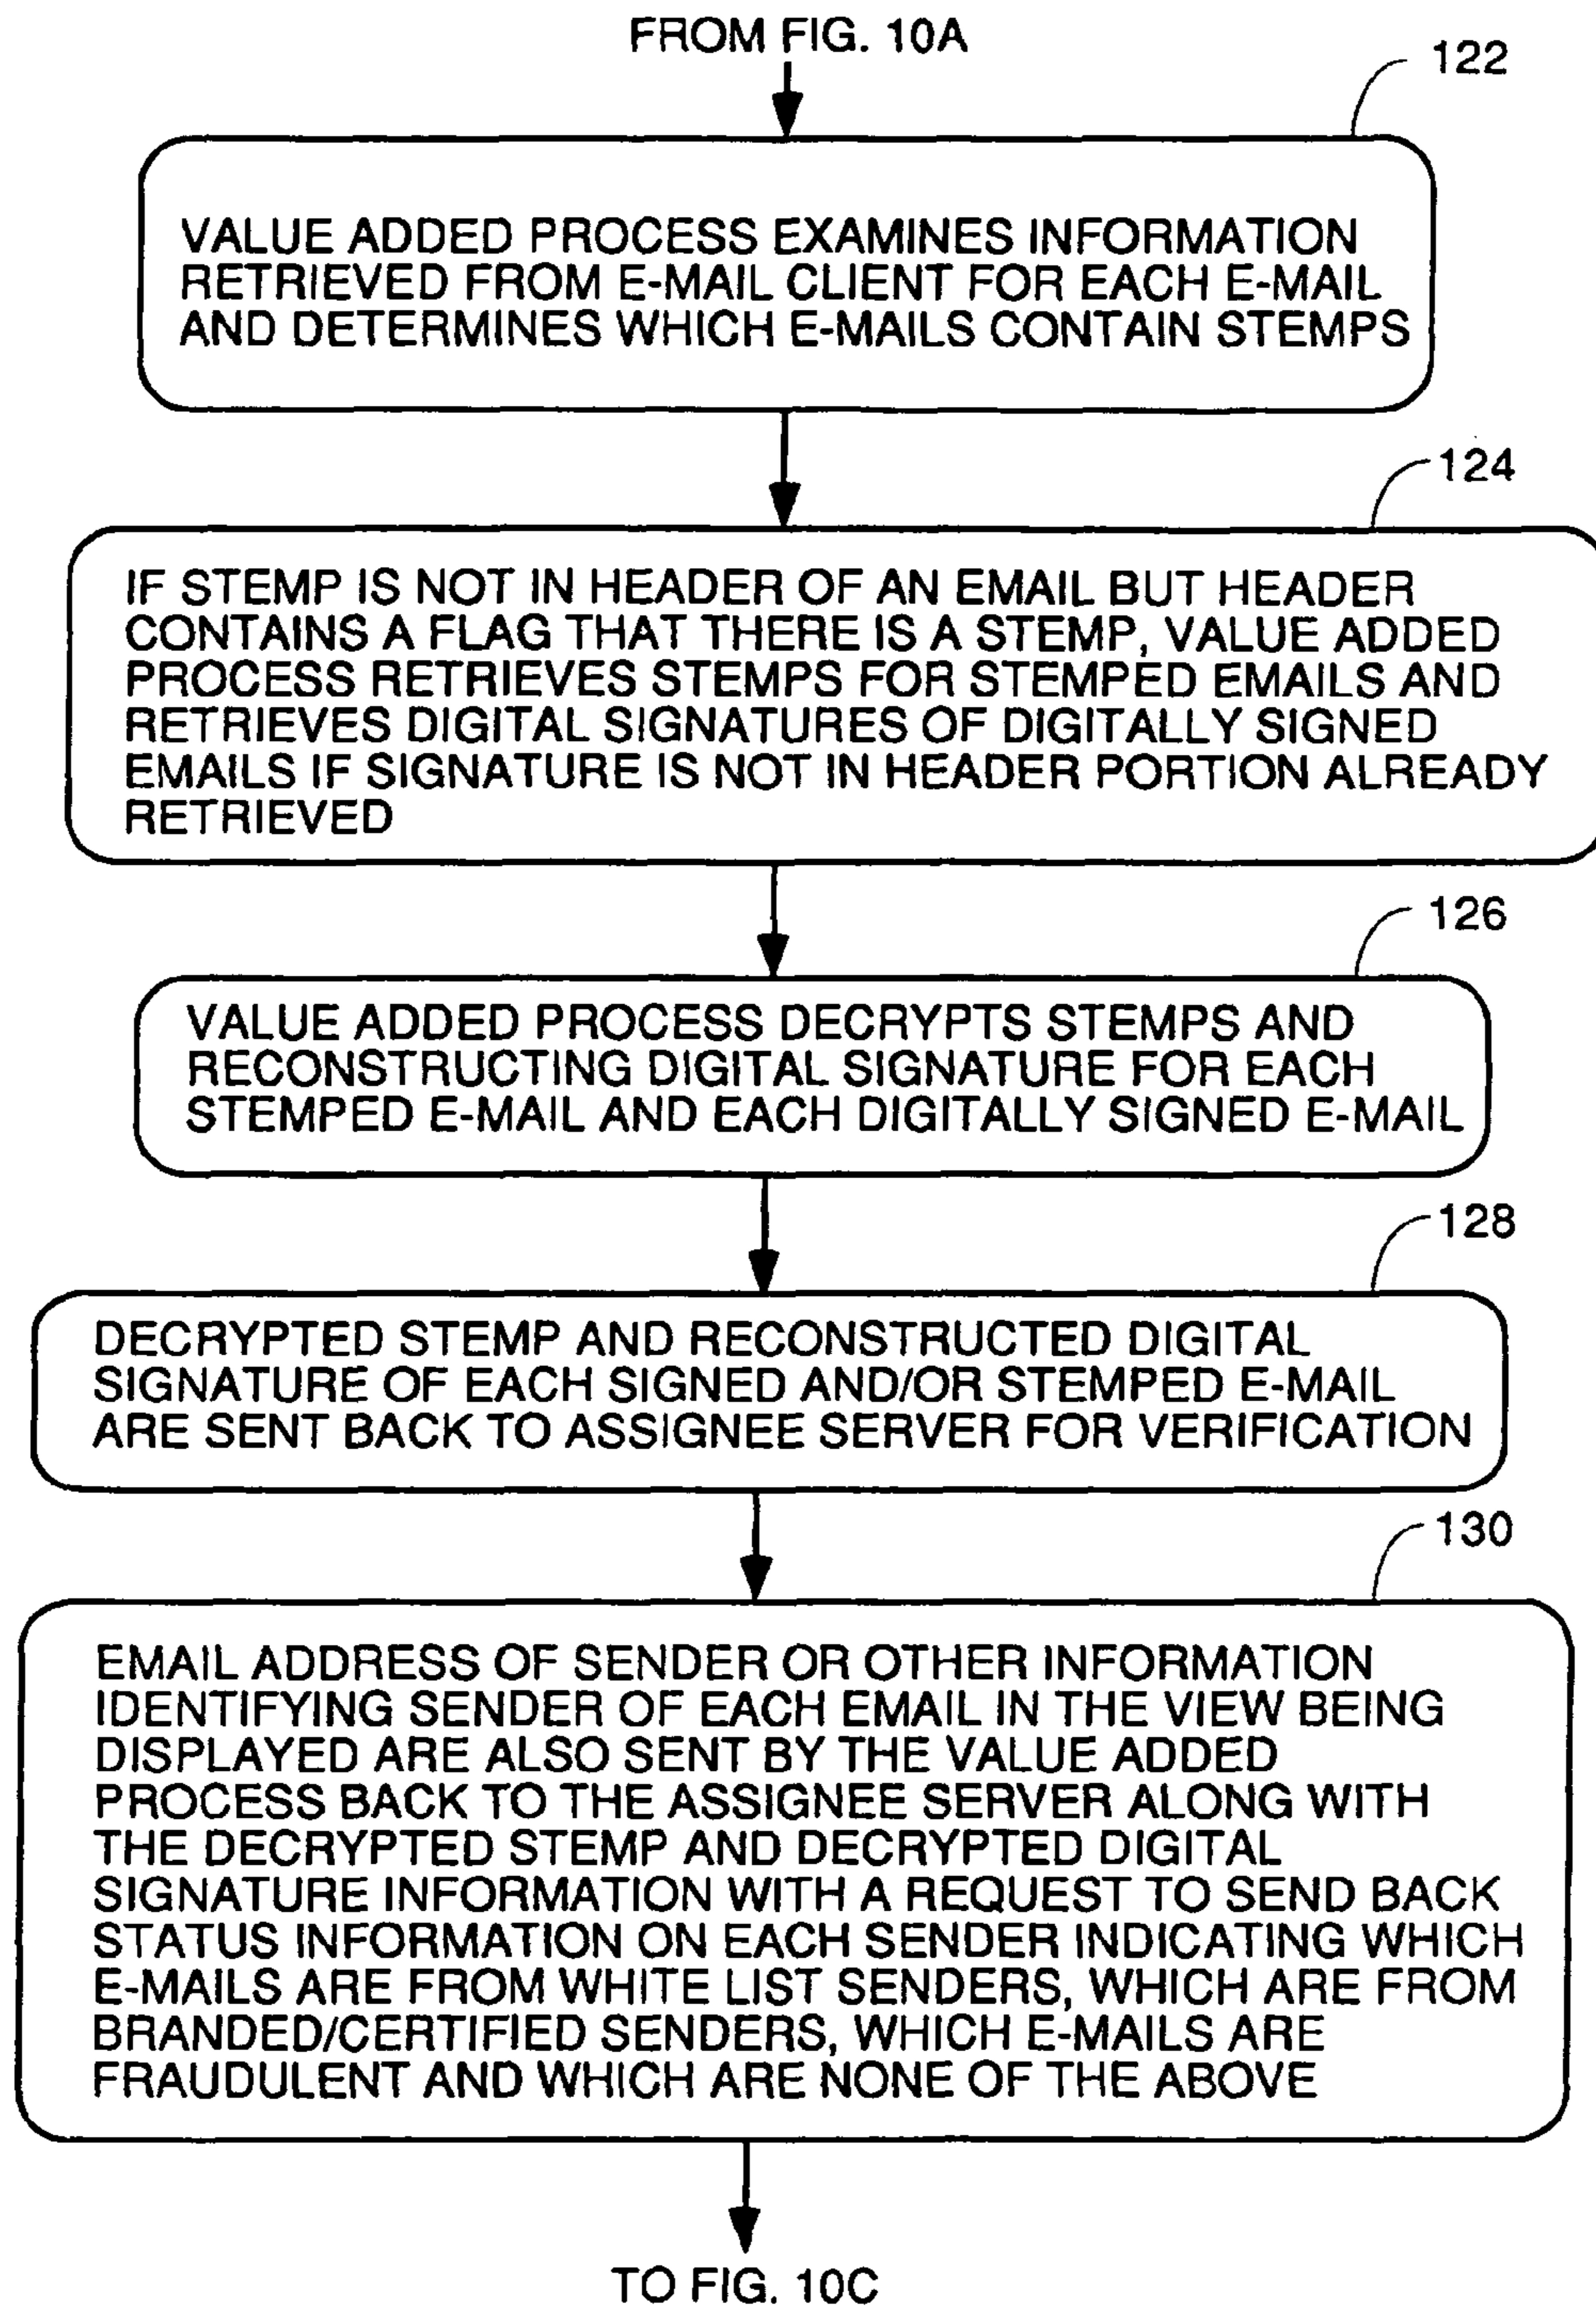 FROM FIG. 10A
122
VALUE ADDED PROCESS EXAMINES INFORMATION
RETRIEVED FROM E-MAIL CLIENT FOR EACH E-MAIL
AND DETERMINES WHICH E-MAILS CONTAIN STEMPS
124
IF STEMP IS NOT IN HEADER OF AN EMAIL BUT HEADER
CONTAINS A FLAG THAT THERE IS A STEMP, VALUE ADDED
PROCESS RETRIEVES STEMPS FOR STEMPED EMAILS AND
RETRIEVES DIGITAL SIGNATURES OF DIGITALLY SIGNED
EMAILS IF SIGNATURE IS NOT IN HEADER PORTION ALREADY
RETRIEVED
126
VALUE ADDED PROCESS DECRYPTS STEMPS AND
RECONSTRUCTING DIGITAL SIGNATURE FOR EACH
STEMPED E-MAIL AND EACH DIGITALLY SIGNED E-MAIL
128
DECRYPTED STEMP AND RECONSTRUCTED DIGITAL
SIGNATURE OF EACH SIGNED AND/OR STEMPED E-MAIL
ARE SENT BACK TO ASSIGNEE SERVER FOR VERIFICATION
130
EMAIL ADDRESS OF SENDER OR OTHER INFORMATION
IDENTIFYING SENDER OF EACH EMAIL IN THE VIEW BEING
DISPLAYED ARE ALSO SENT BY THE VALUE ADDED
PROCESS BACK TO THE ASSIGNEE SERVER ALONG WITH
THE DECRYPTED STEMP AND DECRYPTED DIGITAL
SIGNATURE INFORMATION WITH A REQUEST TO SEND BACK
STATUS INFORMATION ON EACH SENDER INDICATING WHICH
E-MAILS ARE FROM WHITE LIST SENDERS, WHICH ARE FROM
BRANDED/CERTIFIED SENDERS, WHICH E-MAILS ARE
FRAUDULENT AND WHICH ARE NONE OF THE ABOVE
TO FIG. 10C